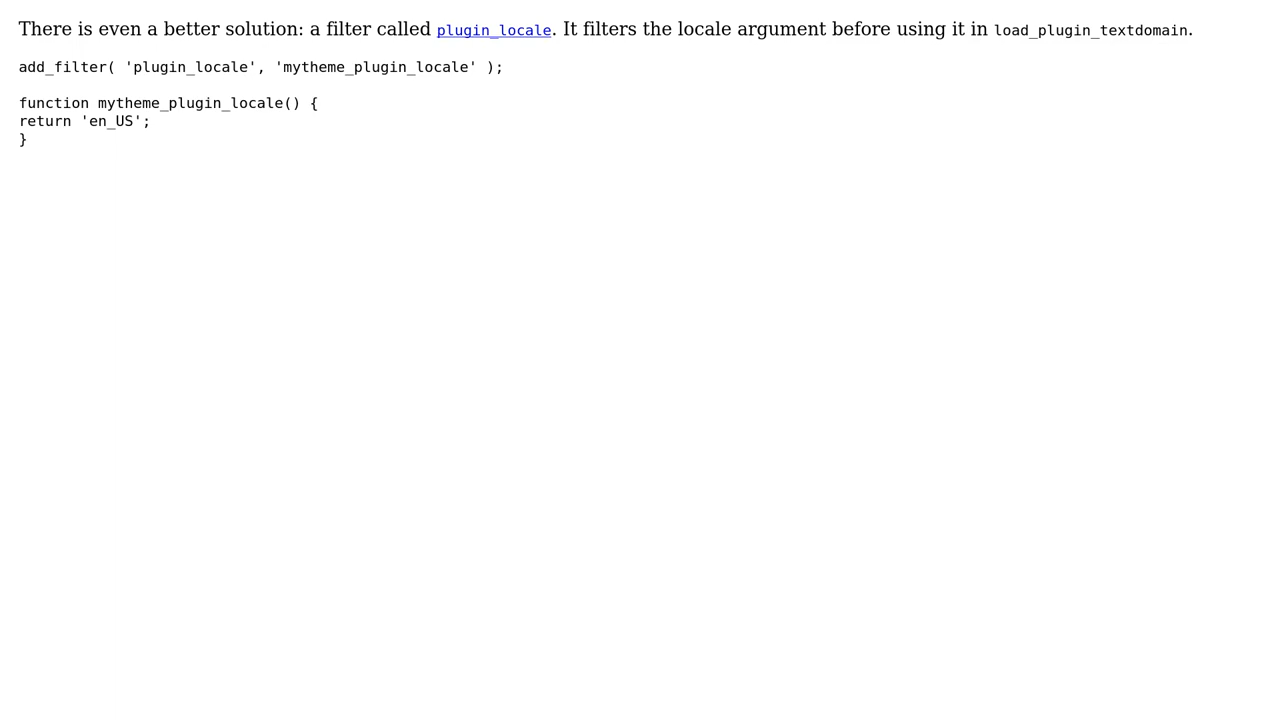 There is even a better solution: a filter called plugin_locale. It filters the locale argument before using it in load_plugin_textdomain.
add_filter( 'plugin_locale', 'mytheme_plugin_locale' );
function mytheme_plugin_locale() {
return 'en_US';
}